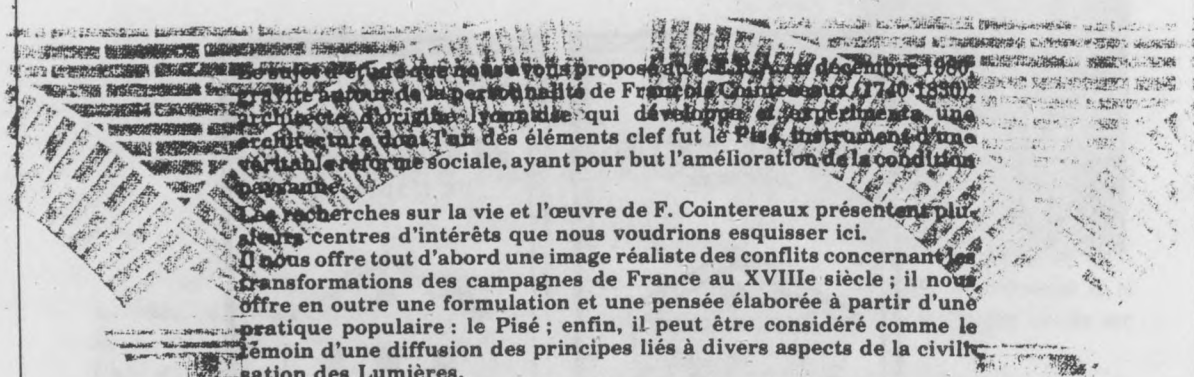 Le sujet d'étude que nous avons proposé au décembre 1980,
gravite autour de la personnalité de François Cointereaux (1740-1830),
architecte d'origine lyonnaise qui développa et expérimenta une
architecture dont l'un des éléments clef fut le Pisé, instrument d'une
véritable réforme sociale, ayant pour but l'amélioration de la condition
paysanne.
Les recherches sur la vie et l'œuvre de F. Cointereaux présentent plu-
sieurs centres d'intérêts que nous voudrions esquisser ici.
Il nous offre tout d'abord une image réaliste des conflits concernant les
transformations des campagnes de France au XVIIIe siècle ; il nous
offre en outre une formulation et une pensée élaborée à partir d'une
pratique populaire : le Pisé ; enfin, il peut être considéré comme le
témoin d'une diffusion des principes liés à divers aspects de la civili-
sation des Lumières.